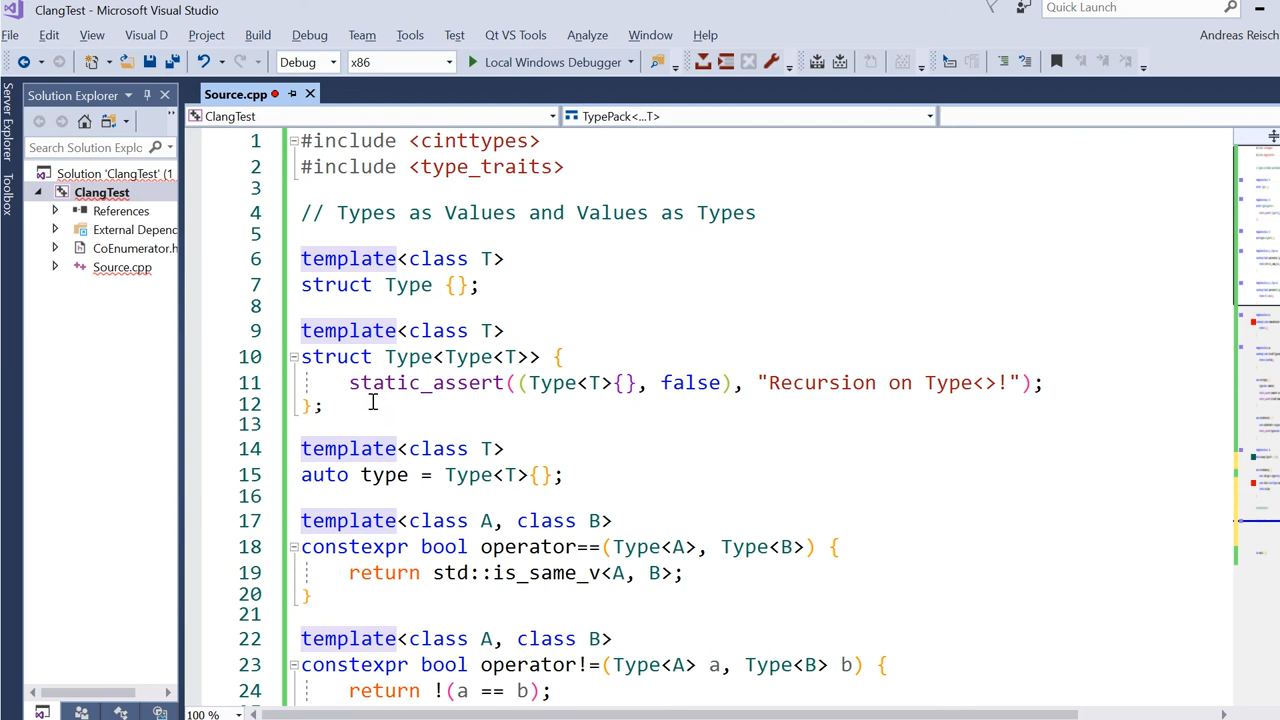 ClangTest - Microsoft Visual Studio
Quick Launch
File Edit View Visual D Project Build Debug Team Tools Test Qt VS Tools Analyze Window Help Andreas Reisch
Debug x86 Local Windows Debugger
Server Explorer
Toolbox
Solution Explorer
Search Solution Explo
Solution 'ClangTest' (1
ClangTest
References
External Depenc
CoEnumerator.h
Source.cpp
Source.cpp
ClangTest TypePack<...T>
1 #include <cinttypes>
2 #include <type_traits>
3
4 // Types as Values and Values as Types
5
6 template<class T>
7 struct Type {};
8
9 template<class T>
10 struct Type<Type<T>> {
11 static_assert((Type<T>{}, false), "Recursion on Type<>!");
12 };
13
14 template<class T>
15 auto type = Type<T>{};
16
17 template<class A, class B>
18 constexpr bool operator==(Type<A>, Type<B>) {
19 return std::is_same_v<A, B>;
20 }
21
22 template<class A, class B>
23 constexpr bool operator!=(Type<A> a, Type<B> b) {
24 return !(a == b);
100 %